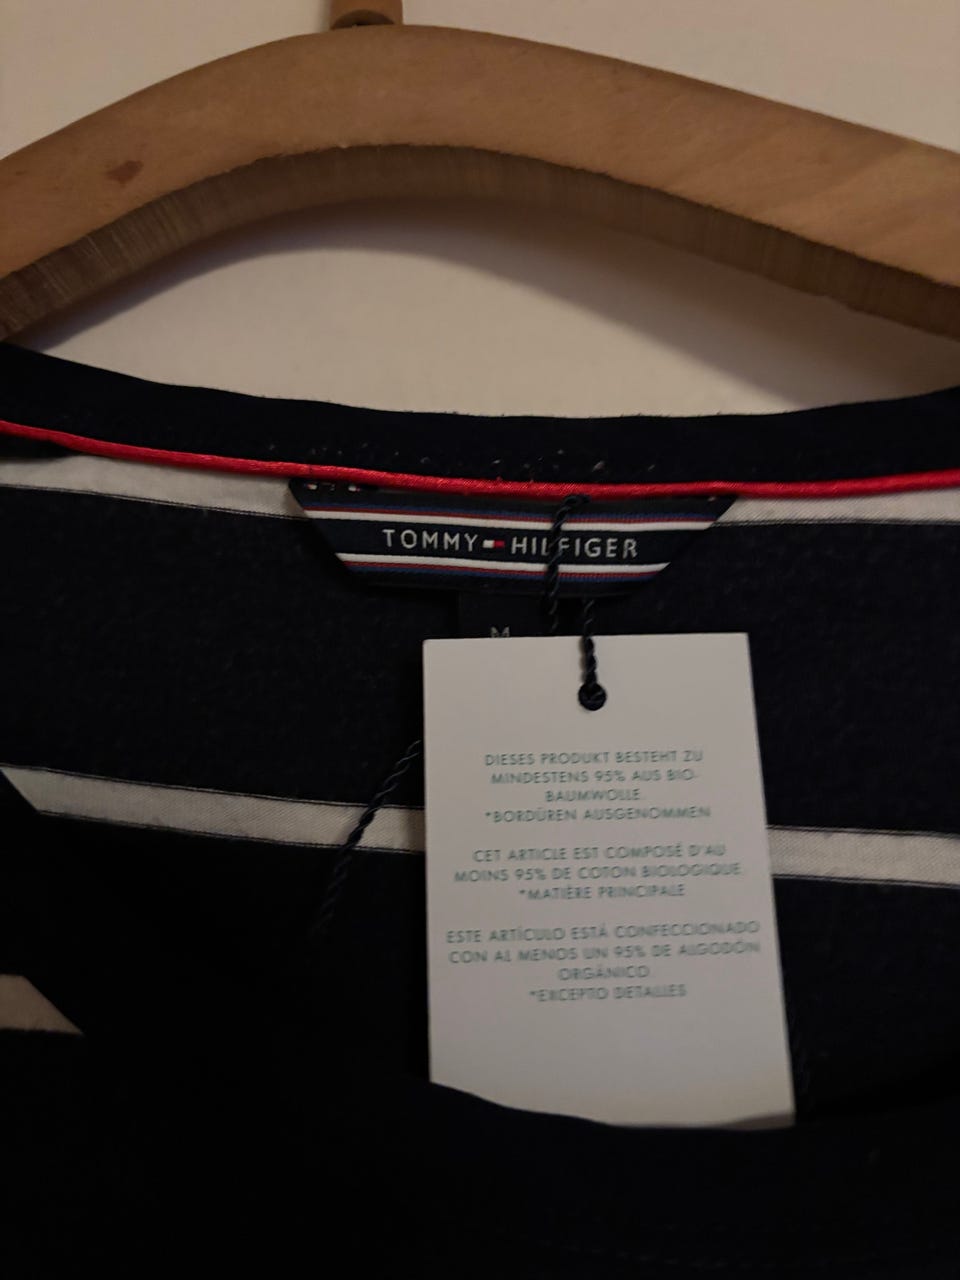 TOMMY HILFIGER
M
DIESES PRODUKT BESTEHT ZU
MINDESTENS 95% AUS BIO-
BAUMWOLLE.
*BORDÜREN AUSGENOMMEN
CET ARTICLE EST COMPOSÉ D'AU
MOINS 95% DE COTON BIOLOGIQUE.
*MATIÈRE PRINCIPALE
ESTE ARTÍCULO ESTÁ CONFECCIONADO
CON AL MENOS UN 95% DE ALGODÓN
ORGÁNICO.
*EXCEPTO DETALLES